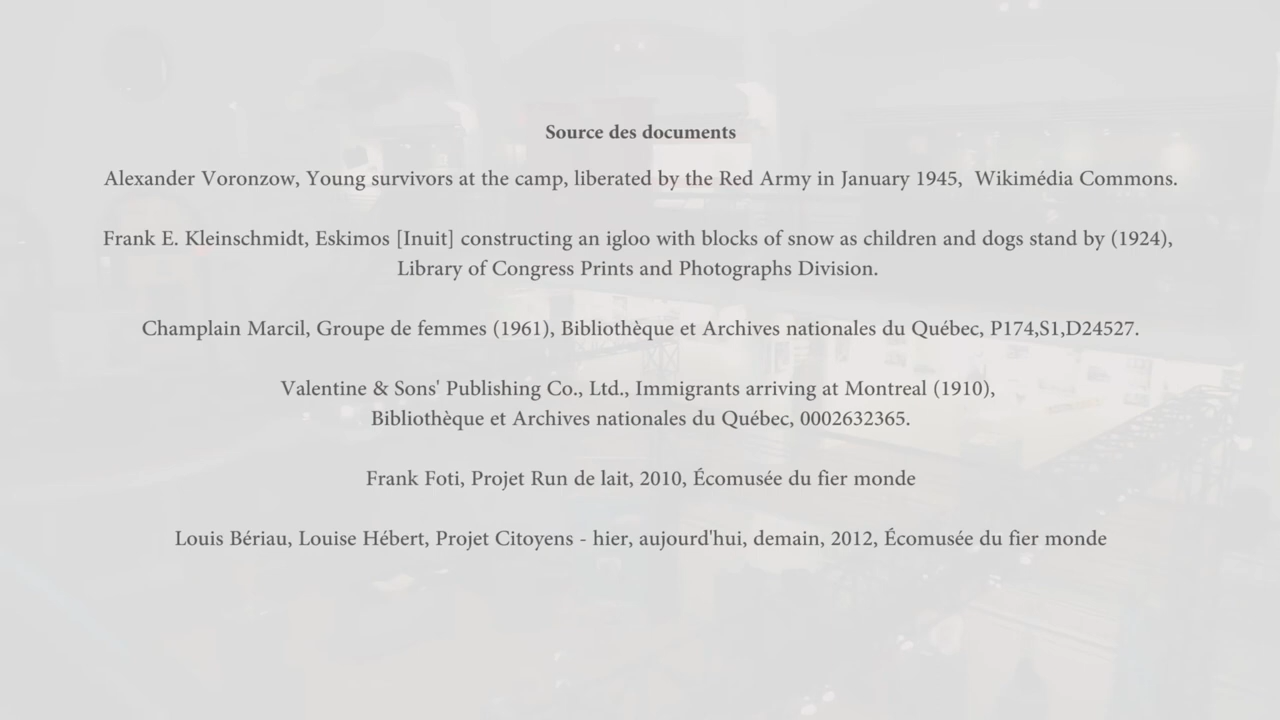 Source des documents
Alexander Voronzow, Young survivors at the camp, liberated by the Red Army in January 1945, Wikimédia Commons.
Frank E. Kleinschmidt, Eskimos [Inuit] constructing an igloo with blocks of snow as children and dogs stand by (1924),
Library of Congress Prints and Photographs Division.
Champlain Marcil, Groupe de femmes (1961), Bibliothèque et Archives nationales du Québec, P174,S1,D24527.
Valentine & Sons' Publishing Co., Ltd., Immigrants arriving at Montreal (1910),
Bibliothèque et Archives nationales du Québec, 0002632365.
Frank Foti, Projet Run de lait, 2010, Écomusée du fier monde
Louis Bériau, Louise Hébert, Projet Citoyens - hier, aujourd'hui, demain, 2012, Écomusée du fier monde